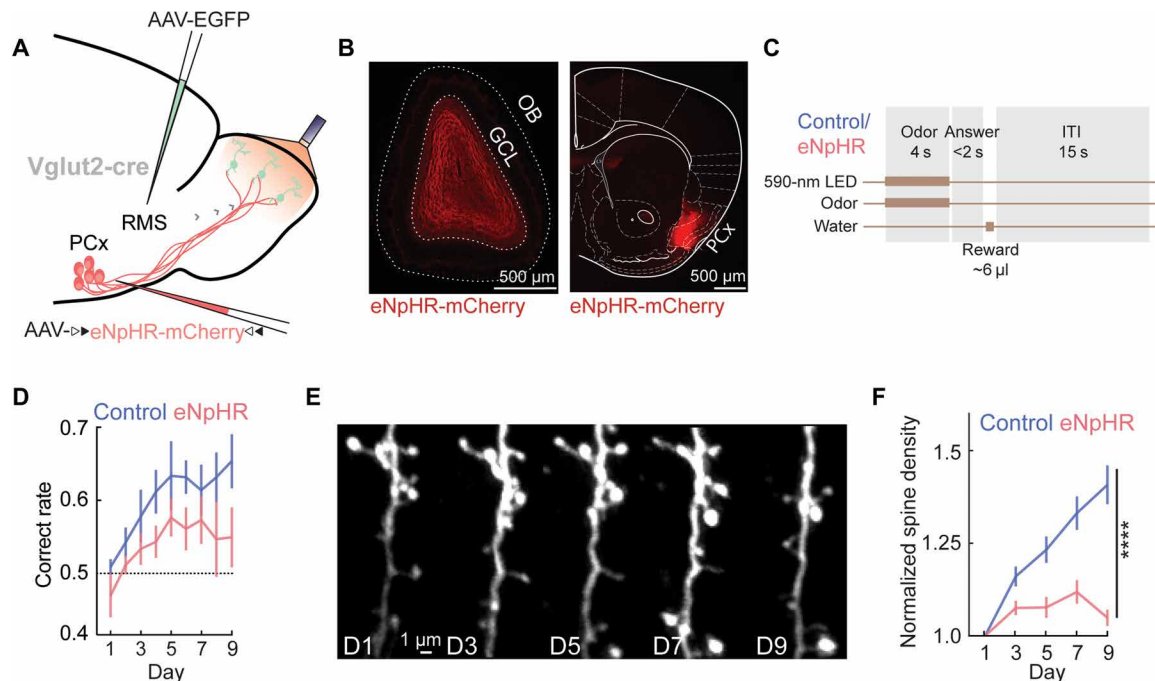 A
AAV-EGFP
Vglut2-cre
RMS
PCx
AAV-▷▶eNpHR-mCherry◁◀
B
OB
GCL
500 µm
eNpHR-mCherry
PCx
500 µm
eNpHR-mCherry
C
Control/
eNpHR
Odor
4 s
Answer
<2 s
ITI
15 s
590-nm LED
Odor
Water
Reward
~6 µl
D
Control eNpHR
Correct rate
0.7
0.6
0.5
0.4
1 3 5 7 9
Day
E
D1 1 µm D3 D5 D7 D9
F
Control eNpHR
Normalized spine density
1.5
1.25
1.0
****
1 3 5 7 9
Day